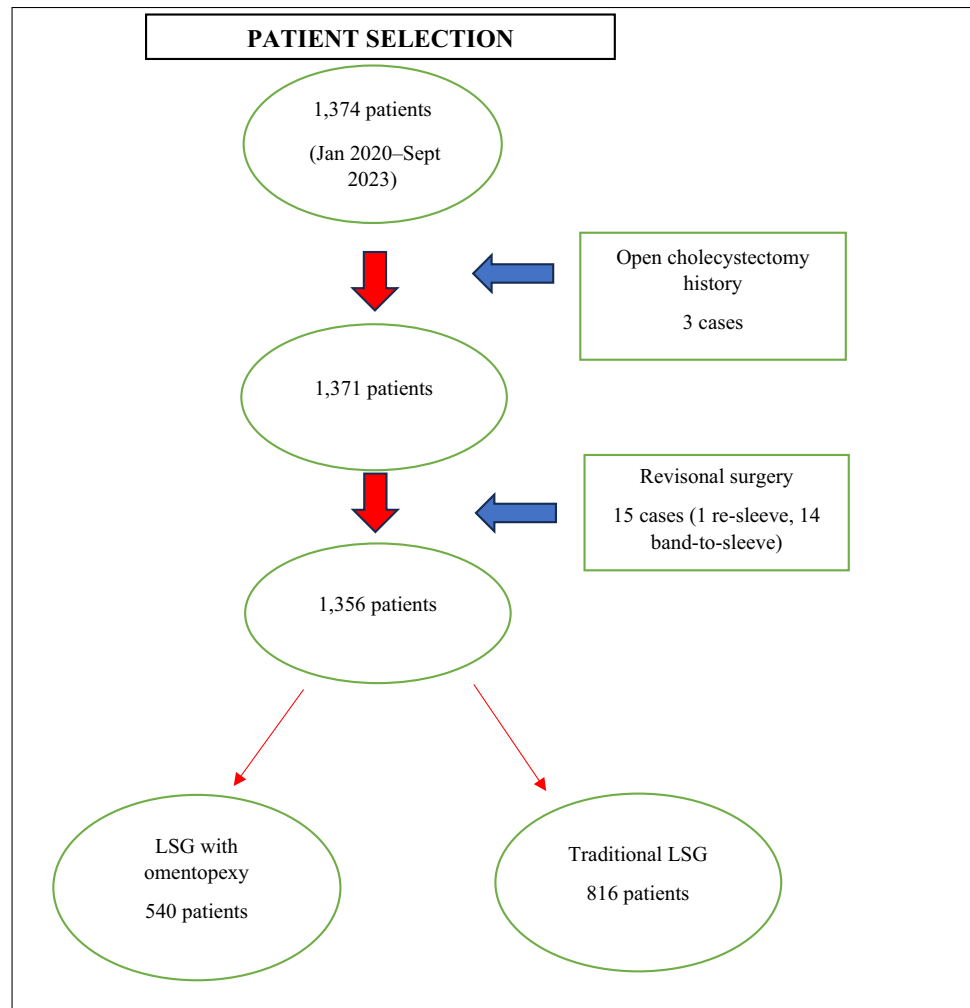 PATIENT SELECTION
1,374 patients
(Jan 2020–Sept
2023)
Open cholecystectomy
history
3 cases
1,371 patients
Revisonal surgery
15 cases (1 re-sleeve, 14
band-to-sleeve)
1,356 patients
LSG with
omentopexy
540 patients
Traditional LSG
816 patients